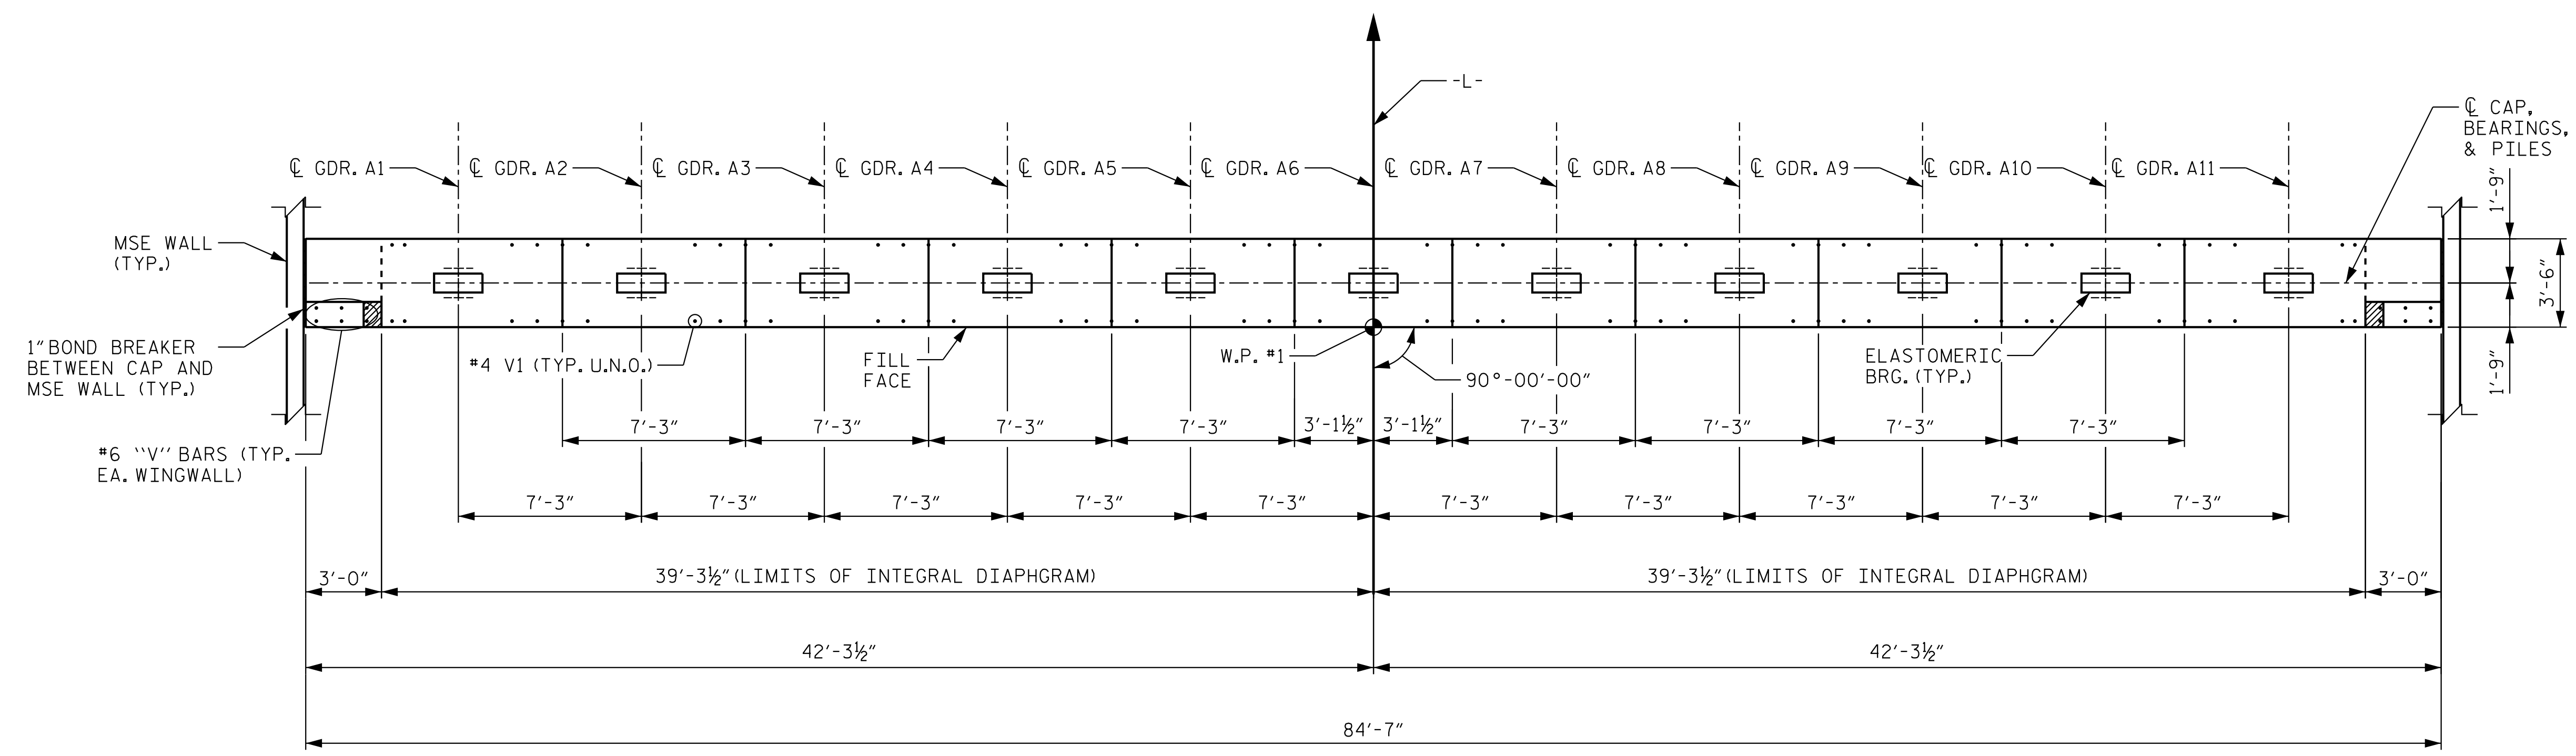 -L-
℄ CAP,
BEARINGS,
& PILES
℄ GDR. A1
℄ GDR. A2
℄ GDR. A3
℄ GDR. A4
℄ GDR. A5
℄ GDR. A6
℄ GDR. A7
℄ GDR. A8
℄ GDR. A9
℄ GDR. A10
℄ GDR. A11
1'-9"
3'-6"
1'-9"
MSE WALL
(TYP.)
1" BOND BREAKER
BETWEEN CAP AND
MSE WALL (TYP.)
#4 V1 (TYP. U.N.O.)
FILL
FACE
W.P. #1
90°-00'-00"
ELASTOMERIC
BRG. (TYP.)
#6 "V" BARS (TYP.
EA. WINGWALL)
7'-3" 7'-3" 7'-3" 7'-3" 3'-1½" 3'-1½" 7'-3" 7'-3" 7'-3" 7'-3"
7'-3" 7'-3" 7'-3" 7'-3" 7'-3" 7'-3" 7'-3" 7'-3" 7'-3" 7'-3"
3'-0" 39'-3½" (LIMITS OF INTEGRAL DIAPHGRAM) 39'-3½" (LIMITS OF INTEGRAL DIAPHGRAM) 3'-0"
42'-3½" 42'-3½"
84'-7"